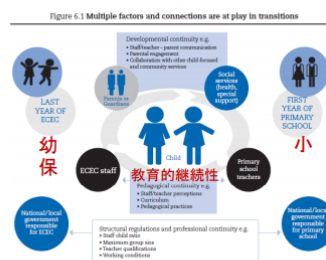 Figure 6.1 Multiple factors and connections are at play in transitions
Developmental continuity e.g.
• Staff/teacher – parent communication
• Parental engagement
• Collaboration with other child-focused
and community services
LAST
YEAR OF
ECEC
Parents or
Guardians
Social
services
(health,
special
support)
FIRST
YEAR OF
PRIMARY
SCHOOL
幼
保
小
Child
ECEC staff
教育的継続性
Primary
school
teachers
Pedagogical continuity e.g.
• Staff/teacher perceptions
• Curriculum
• Pedagogical practices
National/local
government
responsible
for ECEC
National/local
government
responsible
for primary
school
Structural regulations and professional continuity e.g.
• Staff child ratio
• Maximum group size
• Teacher qualifications
• Working conditions